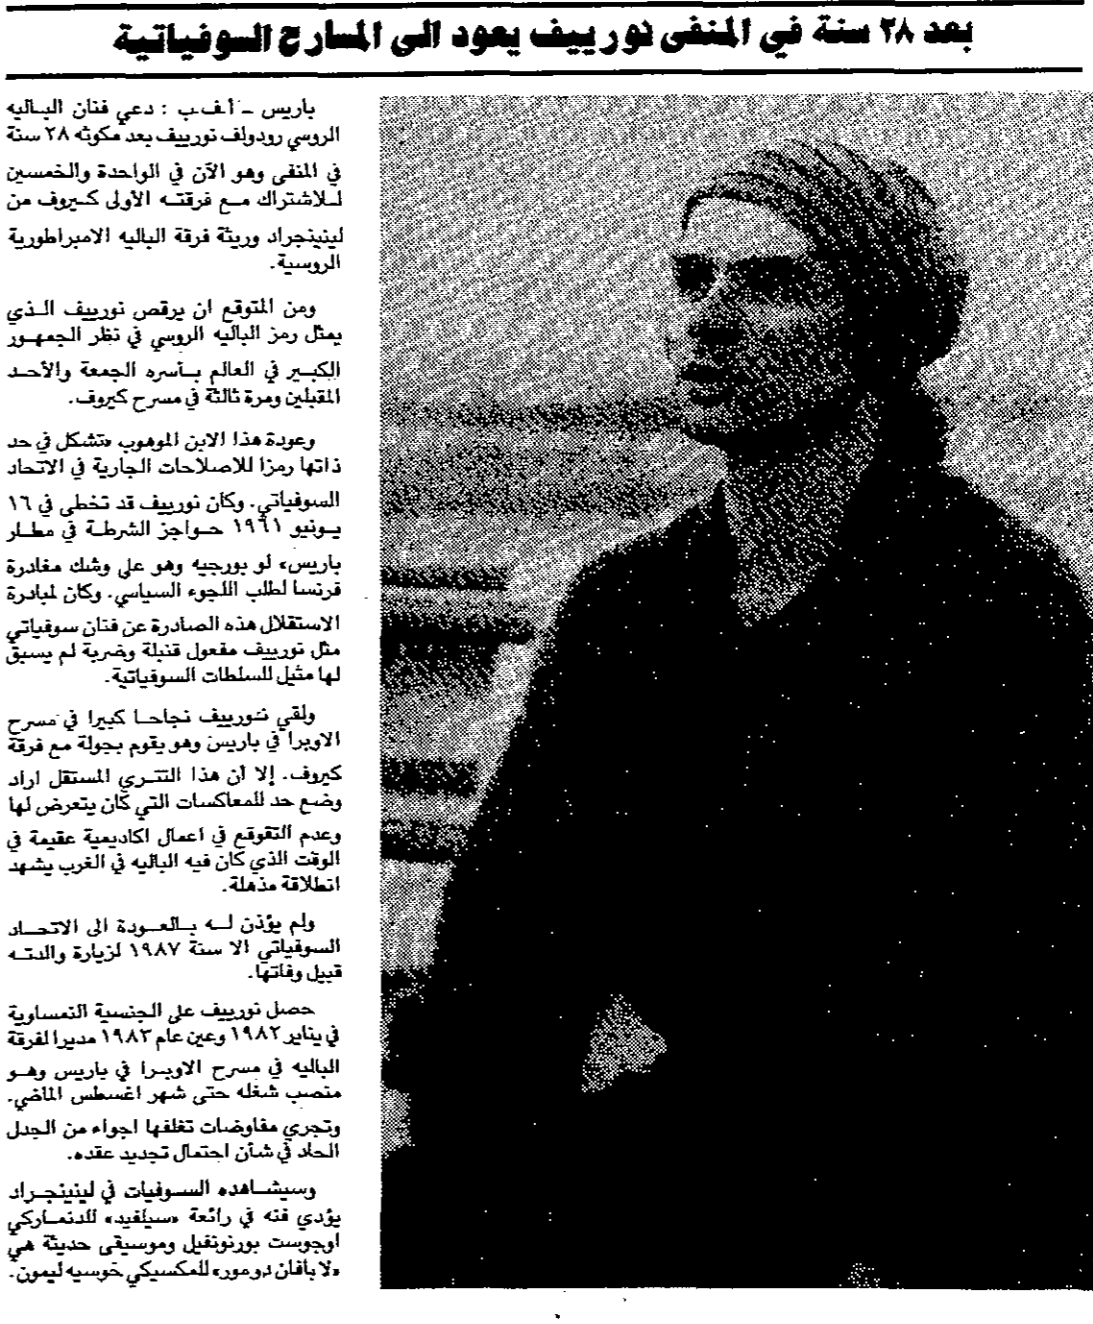 بعد ٢٨ سنة في المنفى نورييف يعود الى المسارح السوفياتية
باريس - أ.ف.ب : دعي فنان الباليه
الروسي رودولف نورييف بعد مكوثه ٢٨ سنة
في المنفى وهو الآن في الواحدة والخمسين
للاشتراك مع فرقته الأولى كيروف من
لينينجراد وريثة فرقة الباليه الامبراطورية
الروسية.
ومن المتوقع ان يرقص نورييف الذي
يمثل رمز الباليه الروسي في نظر الجمهور
الكبير في العالم بأسره الجمعة والأحد
المقبلين ومرة ثالثة في مسرح كيروف.
وعودة هذا الابن الموهوب تشكل في حد
ذاتها رمزا للاصلاحات الجارية في الاتحاد
السوفياتي. وكان نورييف قد تخطى في ١٦
يونيو ١٩٦١ حواجز الشرطة في مطار
باريس، لو بورجيه وهو على وشك مغادرة
فرنسا لطلب اللجوء السياسي. وكان لمبادرة
الاستقلال هذه الصادرة عن فنان سوفياتي
مثل نورييف مفعول قنبلة وضربة لم يسبق
لها مثيل للسلطات السوفياتية.
ولقي نورييف نجاحا كبيرا في مسرح
الاوبرا في باريس وهو يقوم بجولة مع فرقة
كيروف. إلا أن هذا التتري المستقل اراد
وضع حد للمعاكسات التي كان يتعرض لها
وعدم التقوقع في اعمال اكاديمية عقيمة في
الوقت الذي كان فيه الباليه في الغرب يشهد
انطلاقة مذهلة.
ولم يؤذن له بالعودة الى الاتحاد
السوفياتي الا سنة ١٩٨٧ لزيارة والدته
قبيل وفاتها.
حصل نورييف على الجنسية النمساوية
في يناير ١٩٨٢ وعين عام ١٩٨٣ مديرا لفرقة
الباليه في مسرح الاوبرا في باريس وهو
منصب شغله حتى شهر اغسطس الماضي.
وتجري مفاوضات تغلفها اجواء من الجدل
الحاد في شأن احتمال تجديد عقده.
وسيشاهده السوفيات في لينينجراد
يؤدي فنه في رائعة «سيلفيد» للدنماركي
اوجوست بورنونفيل وموسيقى حديثة هي
«لا بافان دو مور» للمكسيكي خوسيه ليمون.